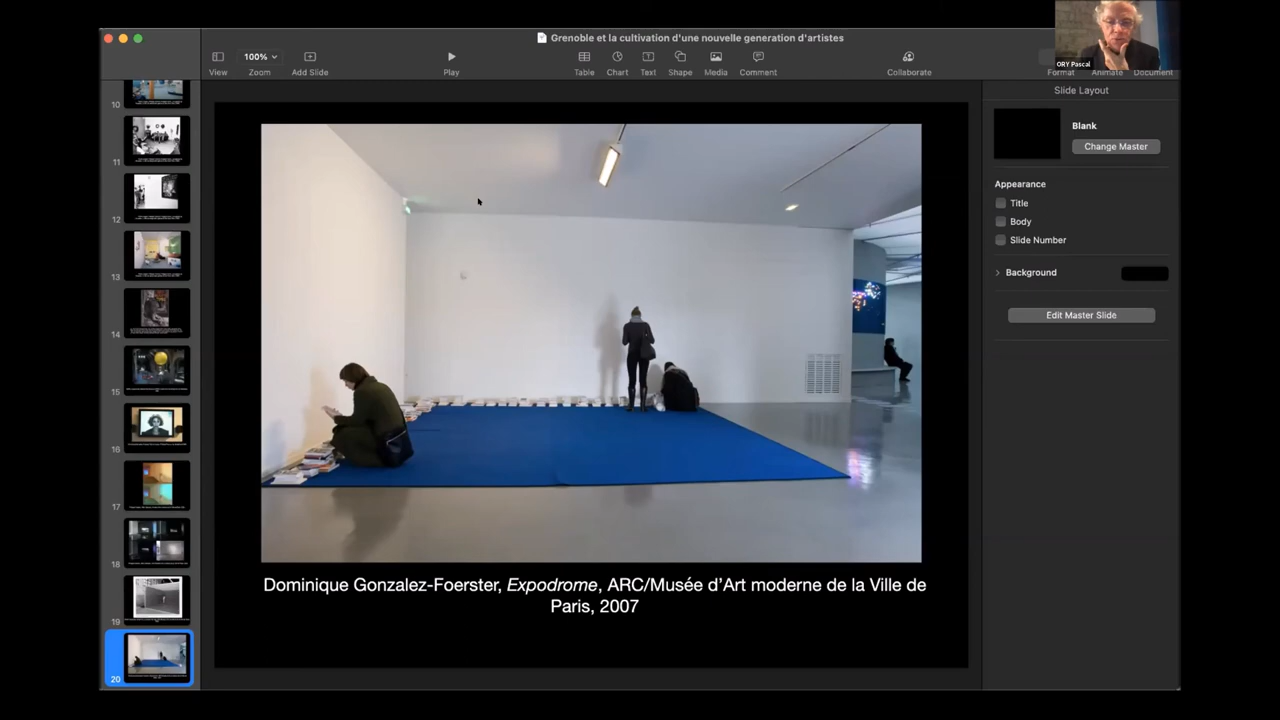 Grenoble et la cultivation d'une nouvelle generation d'artistes
100%
View
Zoom
Add Slide
Play
Table
Chart
Text
Shape
Media
Comment
Collaborate
Format
Animate
Document
ORY Pascal
10
11
12
13
14
15
16
17
18
19
20
Dominique Gonzalez-Foerster, Expodrome, ARC/Musée d'Art moderne de la Ville de
Paris, 2007
Slide Layout
Blank
Change Master
Appearance
Title
Body
Slide Number
Background
Edit Master Slide